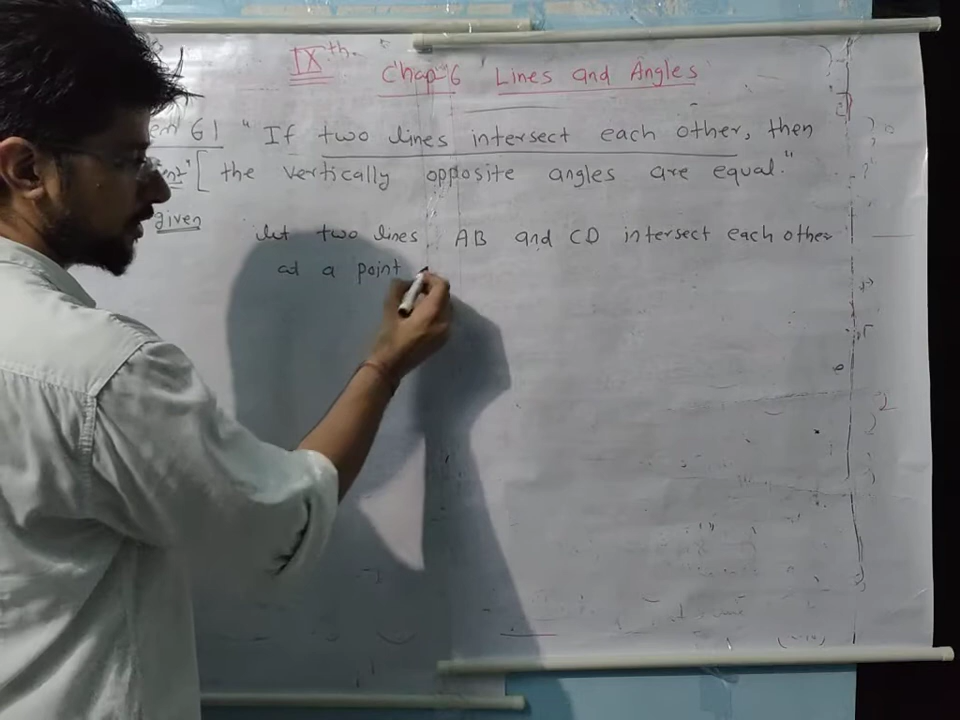 IXth.
Chap 6 Lines and Angles
6.1 "If two lines intersect each other, then
[ the vertically opposite angles are equal."
given let two lines AB and CD intersect each other
at a point